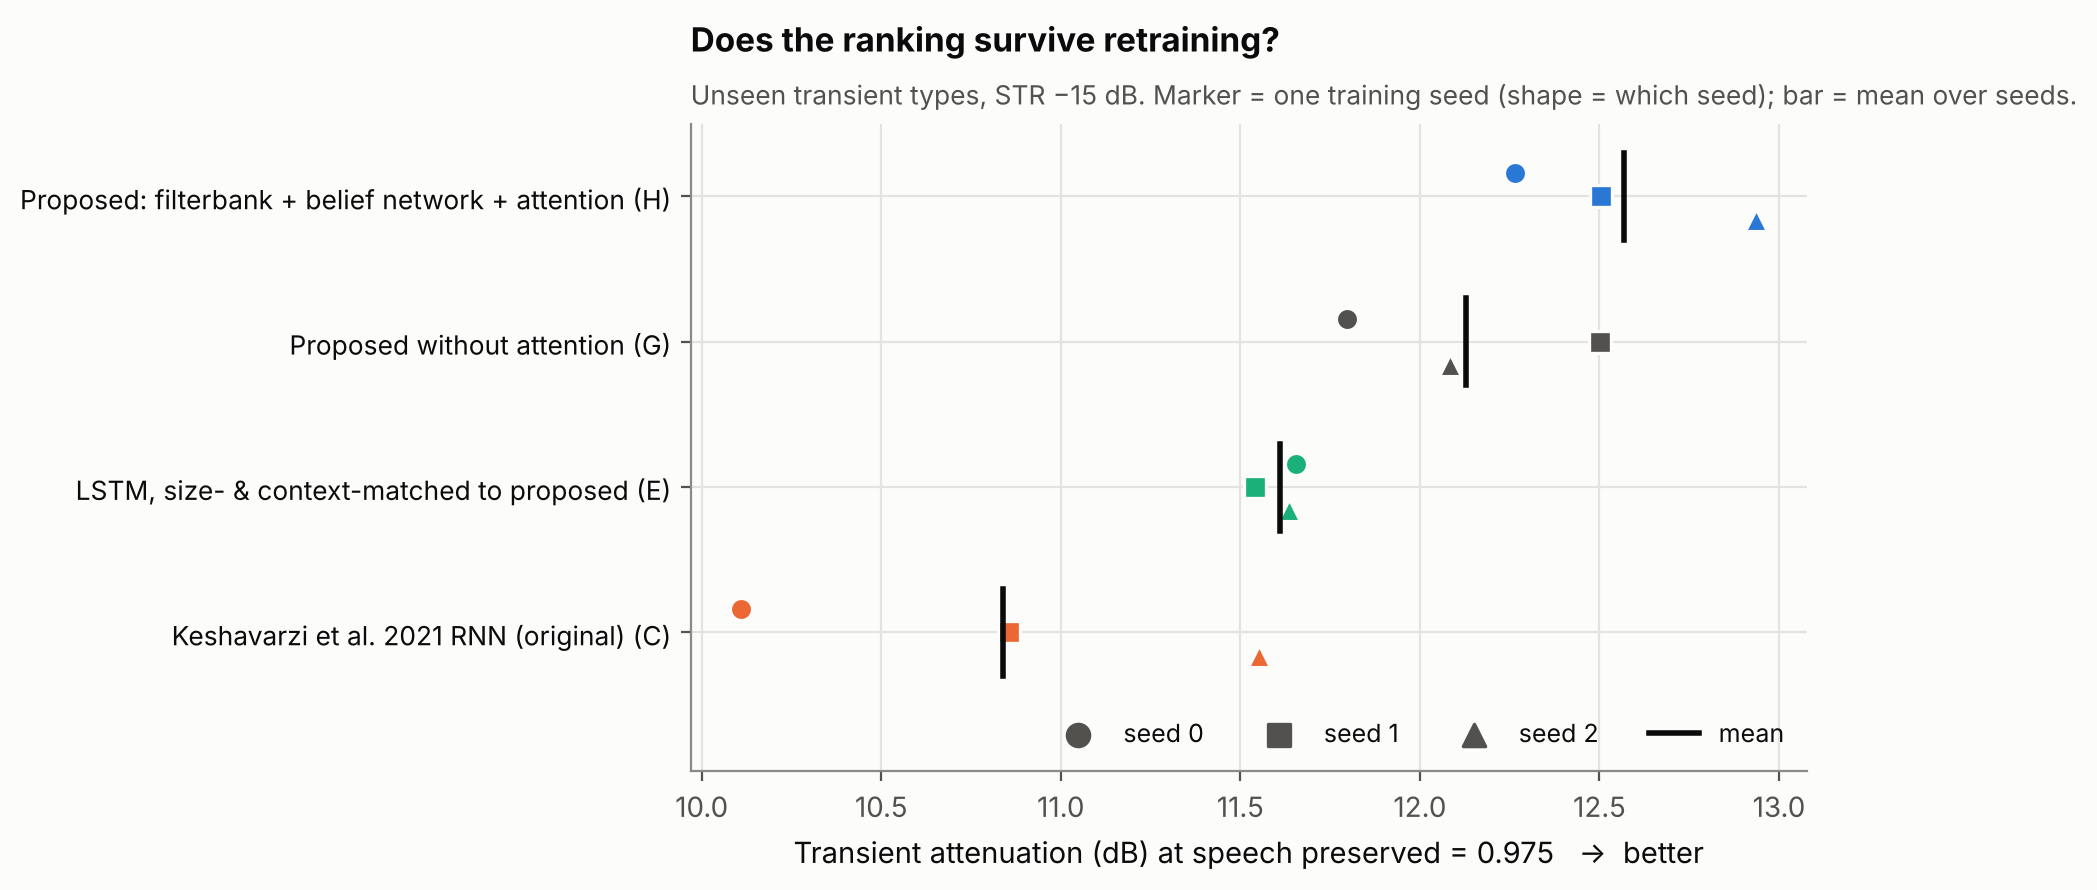 Does the ranking survive retraining?
Unseen transient types, STR −15 dB. Marker = one training seed (shape = which seed); bar = mean over seeds.
Proposed: filterbank + belief network + attention (H)
Proposed without attention (G)
LSTM, size- & context-matched to proposed (E)
Keshavarzi et al. 2021 RNN (original) (C)
seed 0 seed 1 seed 2 mean
10.0 10.5 11.0 11.5 12.0 12.5 13.0
Transient attenuation (dB) at speech preserved = 0.975 → better